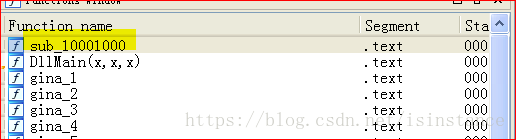 Functions window
Function name Segment Sta
f sub_10001000 .text 000
f DllMain(x,x,x) .text 000
f gina_1 .text 000
f gina_2 .text 000
f gina_3 .text 000
f gina_4 .text 000
https://blog.csdn.net/isinstance